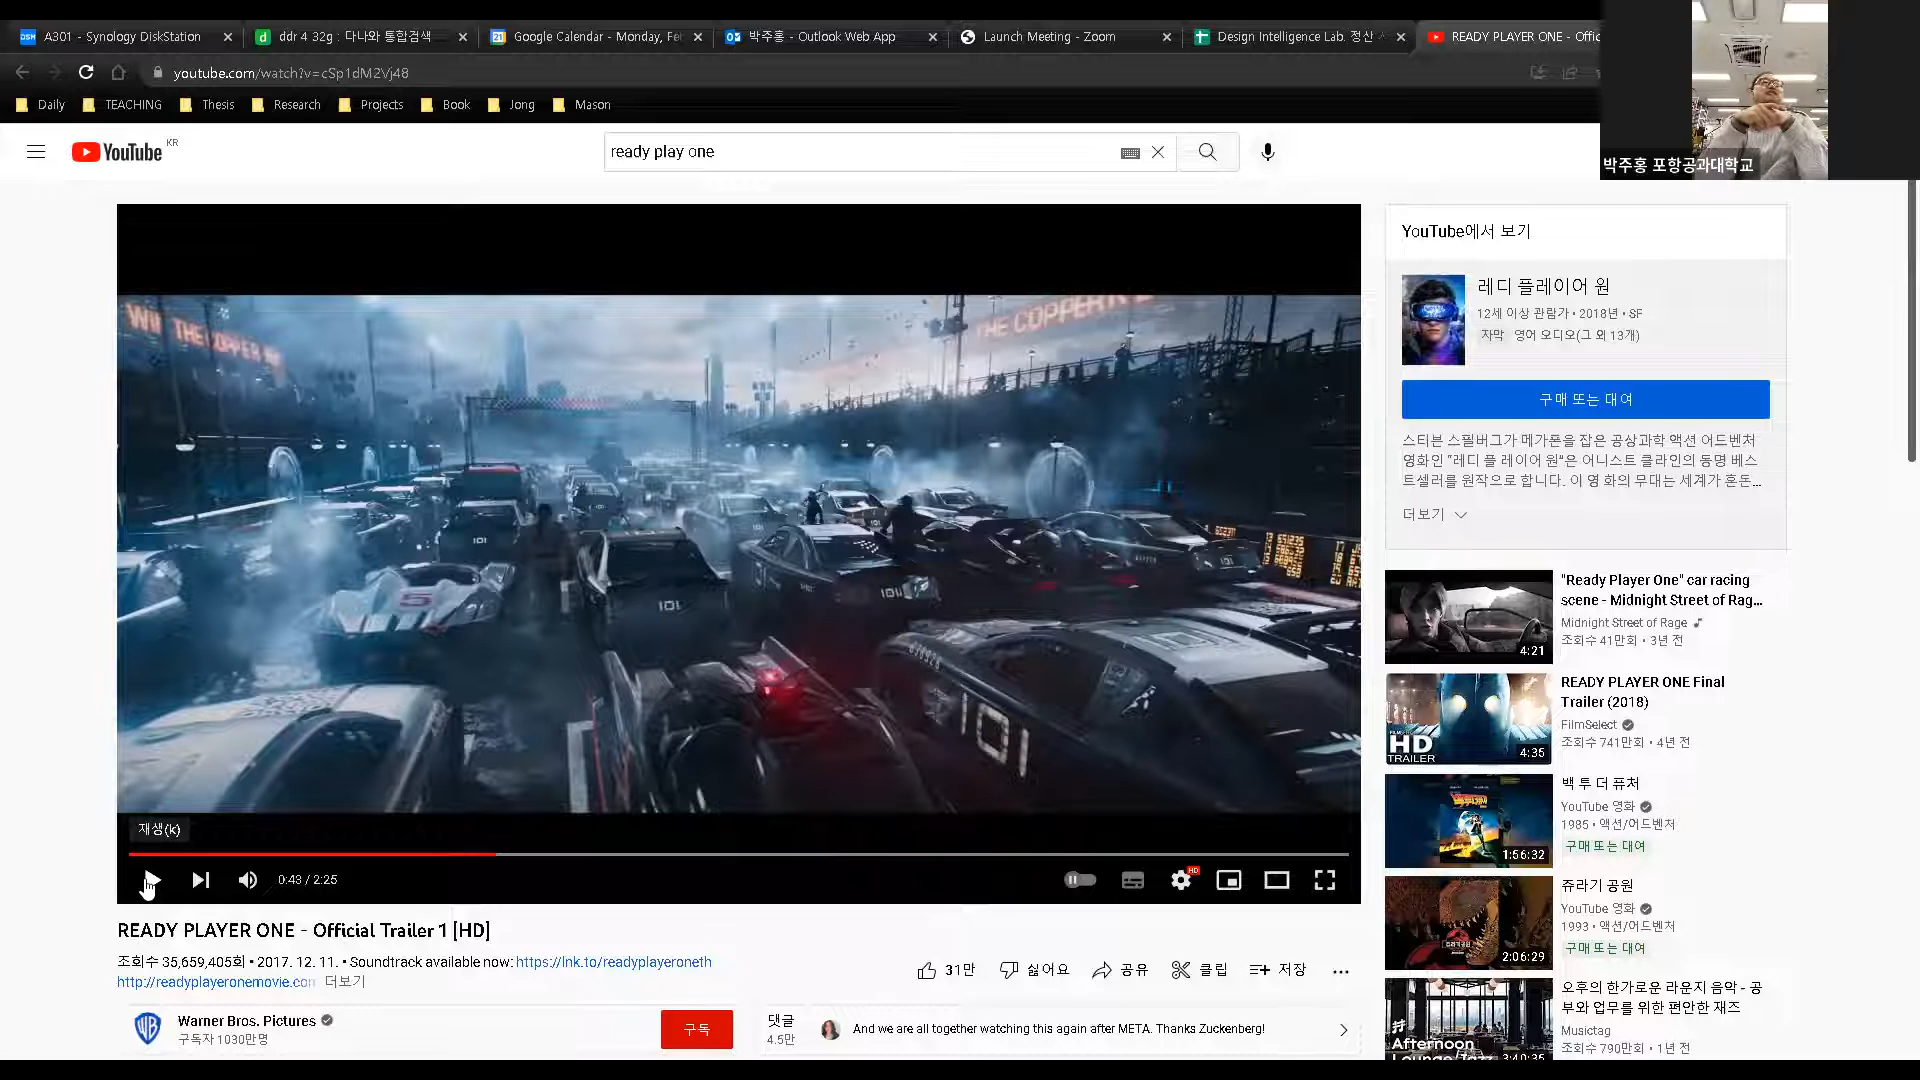 A301 - Synology DiskStation
ddr 4 32g : 다나와 통합검색
Google Calendar - Monday, Fe
박주홍 - Outlook Web App
Launch Meeting - Zoom
Design Intelligence Lab. 정산
READY PLAYER ONE - Offic
youtube.com/watch?v=cSp1dM2Vj48
Daily
TEACHING
Thesis
Research
Projects
Book
Jong
Mason
박주홍 포항공과대학교
YouTube KR
ready play one
THE COPPER
THE COPPER
101
5
101
101
101
재생(k)
0:43 / 2:25
HD
READY PLAYER ONE - Official Trailer 1 [HD]
조회수 35,659,405회 • 2017. 12. 11. • Soundtrack available now: https://lnk.to/readyplayeroneth
http://readyplayeronemovie.com 더보기
31만
싫어요
공유
클립
저장
Warner Bros. Pictures
구독자 1030만명
구독
댓글
4.5만
And we are all together watching this again after META. Thanks Zuckenberg!
YouTube에서 보기
레디 플레이어 원
12세 이상 관람가 • 2018년 • SF
자막 영어 오디오(그 외 13개)
구매 또는 대여
스티븐 스필버그가 메가폰을 잡은 공상과학 액션 어드벤처
영화인 "레디 플 레이어 원"은 어니스트 클라인의 동명 베스
트셀러를 원작으로 합니다. 이 영 화의 무대는 세계가 혼돈...
더보기
"Ready Player One" car racing
scene - Midnight Street of Rag...
Midnight Street of Rage
조회수 41만회 • 3년 전
4:21
READY PLAYER ONE Final
Trailer (2018)
FilmSelect
조회수 741만회 • 4년 전
HD
TRAILER
4:35
백 투 더 퓨처
YouTube 영화
1985 • 액션/어드벤처
구매 또는 대여
1:56:32
쥬라기 공원
YouTube 영화
1993 • 액션/어드벤처
구매 또는 대여
2:06:29
오후의 한가로운 라운지 음악 - 공
부와 업무를 위한 편안한 재즈
Musictag
조회수 790만회 • 1년 전
Afternoon
Lounge Jazz
3:40:35